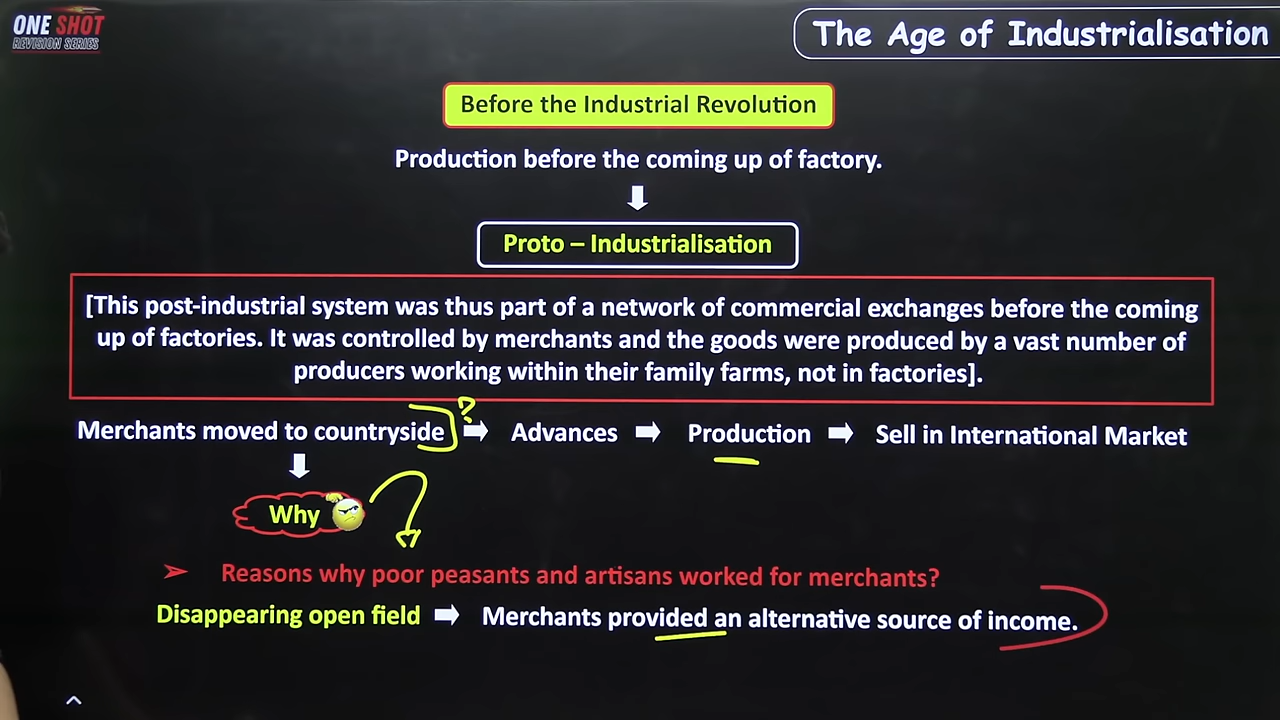 ONE SHOT
REVISION SERIES
The Age of Industrialisation
Before the Industrial Revolution
Production before the coming up of factory.
Proto – Industrialisation
[This post-industrial system was thus part of a network of commercial exchanges before the coming
up of factories. It was controlled by merchants and the goods were produced by a vast number of
producers working within their family farms, not in factories].
?
Merchants moved to countryside ➡ Advances ➡ Production ➡ Sell in International Market
Why
➢ Reasons why poor peasants and artisans worked for merchants?
Disappearing open field ➡ Merchants provided an alternative source of income.